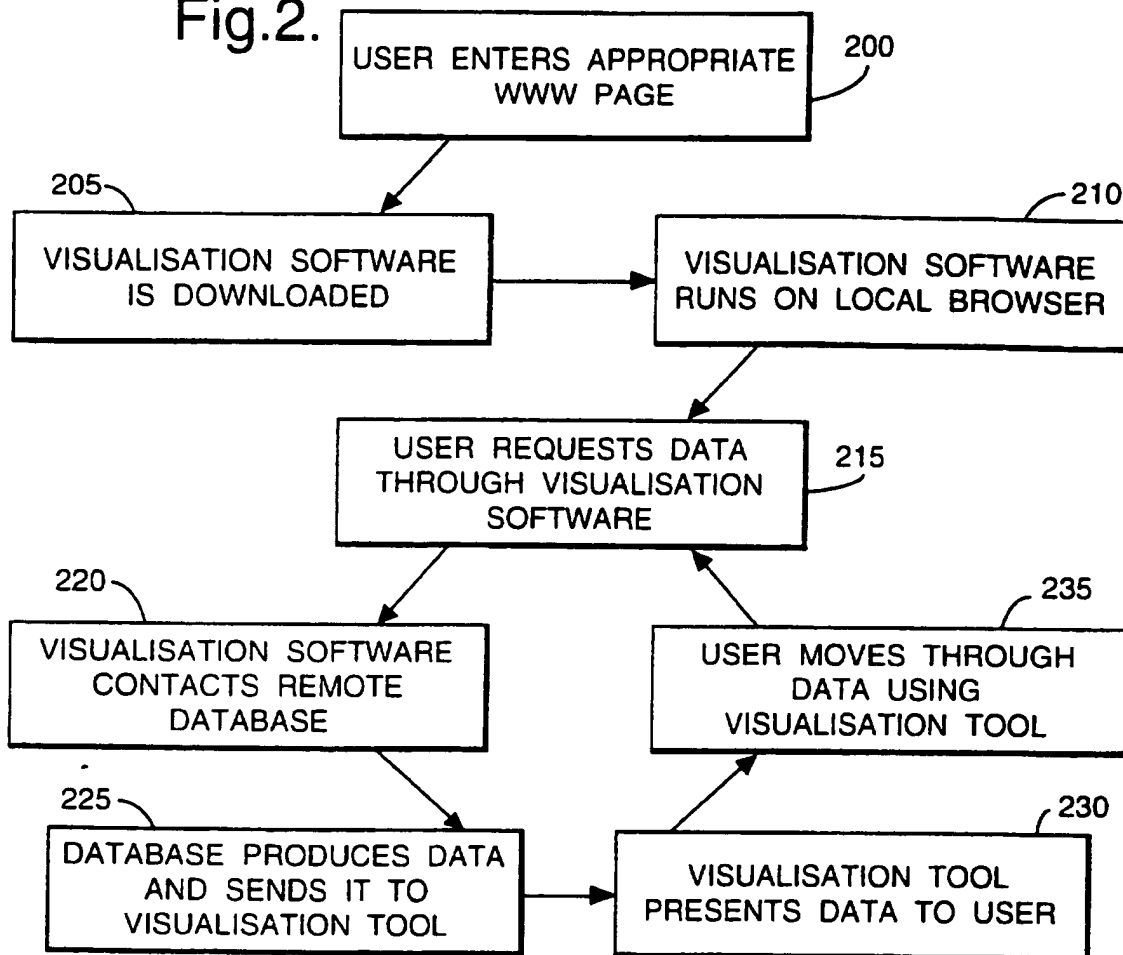 Fig.2.
USER ENTERS APPROPRIATE
WWW PAGE
200
205
VISUALISATION SOFTWARE
IS DOWNLOADED
210
VISUALISATION SOFTWARE
RUNS ON LOCAL BROWSER
USER REQUESTS DATA
THROUGH VISUALISATION
SOFTWARE
215
220
VISUALISATION SOFTWARE
CONTACTS REMOTE
DATABASE
235
USER MOVES THROUGH
DATA USING
VISUALISATION TOOL
225
DATABASE PRODUCES DATA
AND SENDS IT TO
VISUALISATION TOOL
230
VISUALISATION TOOL
PRESENTS DATA TO USER